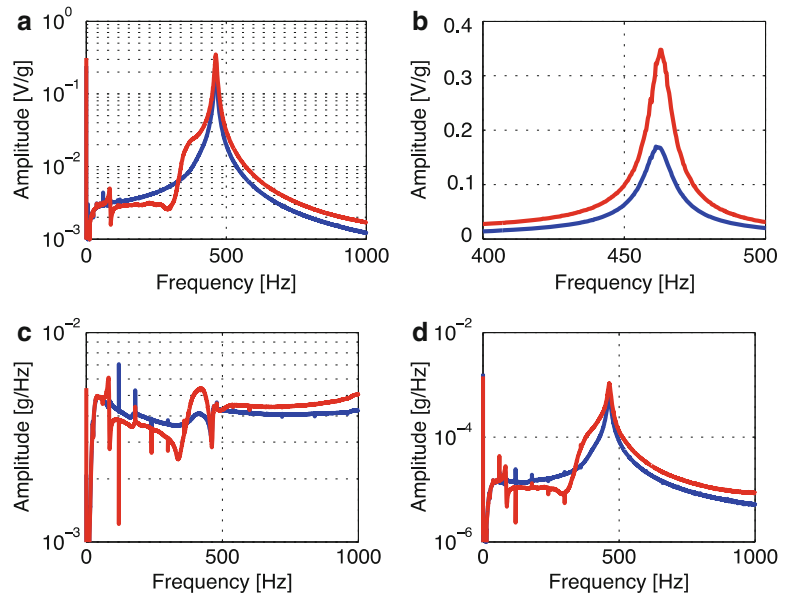 a
10^0
10^-1
10^-2
10^-3
Amplitude [V/g]
0 500 1000
Frequency [Hz]
b
0.4
0.3
0.2
0.1
0
Amplitude [V/g]
400 450 500
Frequency [Hz]
c
10^-2
10^-3
Amplitude [g/Hz]
0 500 1000
Frequency [Hz]
d
10^-2
10^-4
10^-6
Amplitude [g/Hz]
0 500 1000
Frequency [Hz]